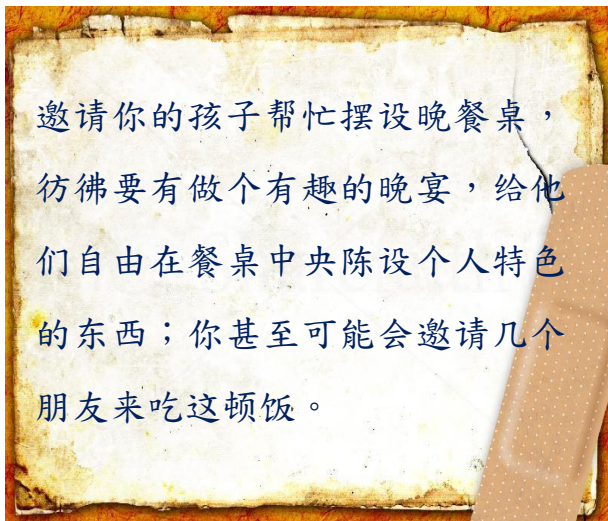 邀请你的孩子帮忙摆设晚餐桌，
彷彿要有做个有趣的晚宴，给他
们自由在餐桌中央陈设个人特色
的东西；你甚至可能会邀请几个
朋友来吃这顿饭。